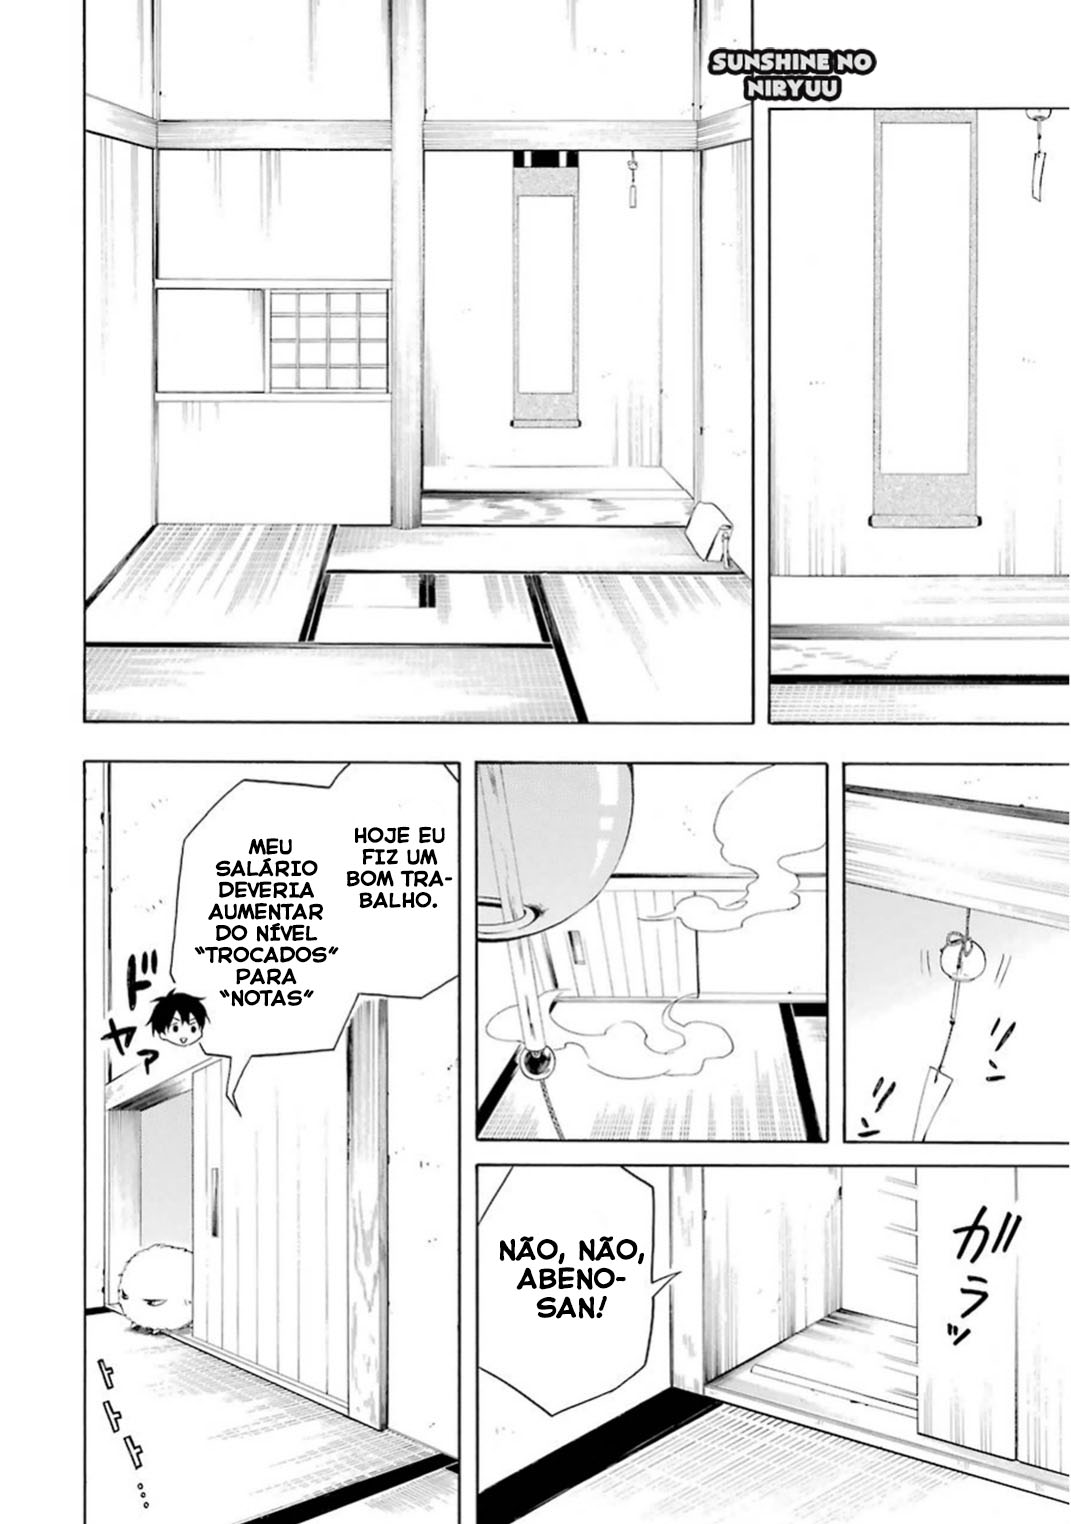 SUNSHINE NO
NIRYUU
リン
リン
ガラッ
NÃO, NÃO,
ABENO-
SAN!
HOJE EU
FIZ UM
BOM TRA-
BALHO.
MEU
SALÁRIO
DEVERIA
AUMENTAR
DO NÍVEL
“TROCADOS”
PARA
“NOTAS”
ドヤァ
トトトト…